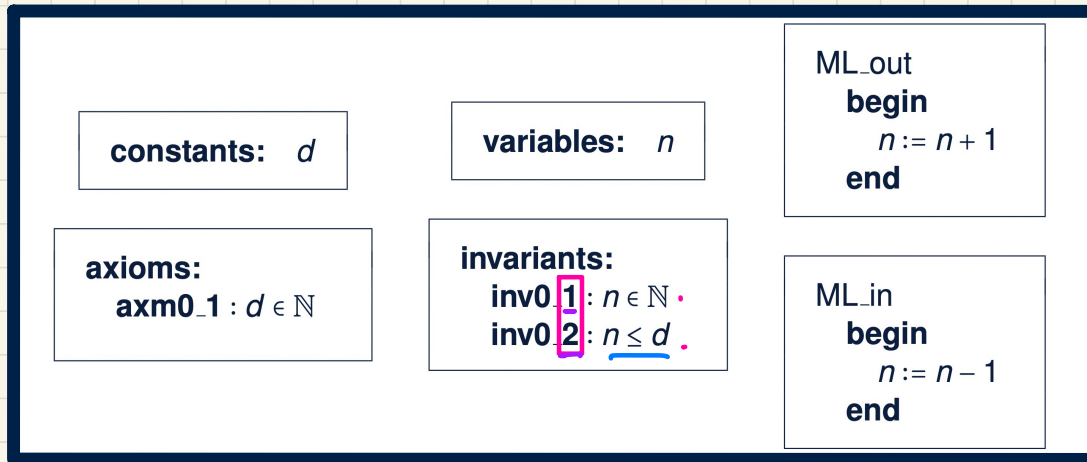 constants: d
axioms:
axm0_1 : d ∈ ℕ
variables: n
invariants:
inv0_1 : n ∈ ℕ
inv0_2 : n ≤ d
ML_out
begin
n := n + 1
end
ML_in
begin
n := n − 1
end